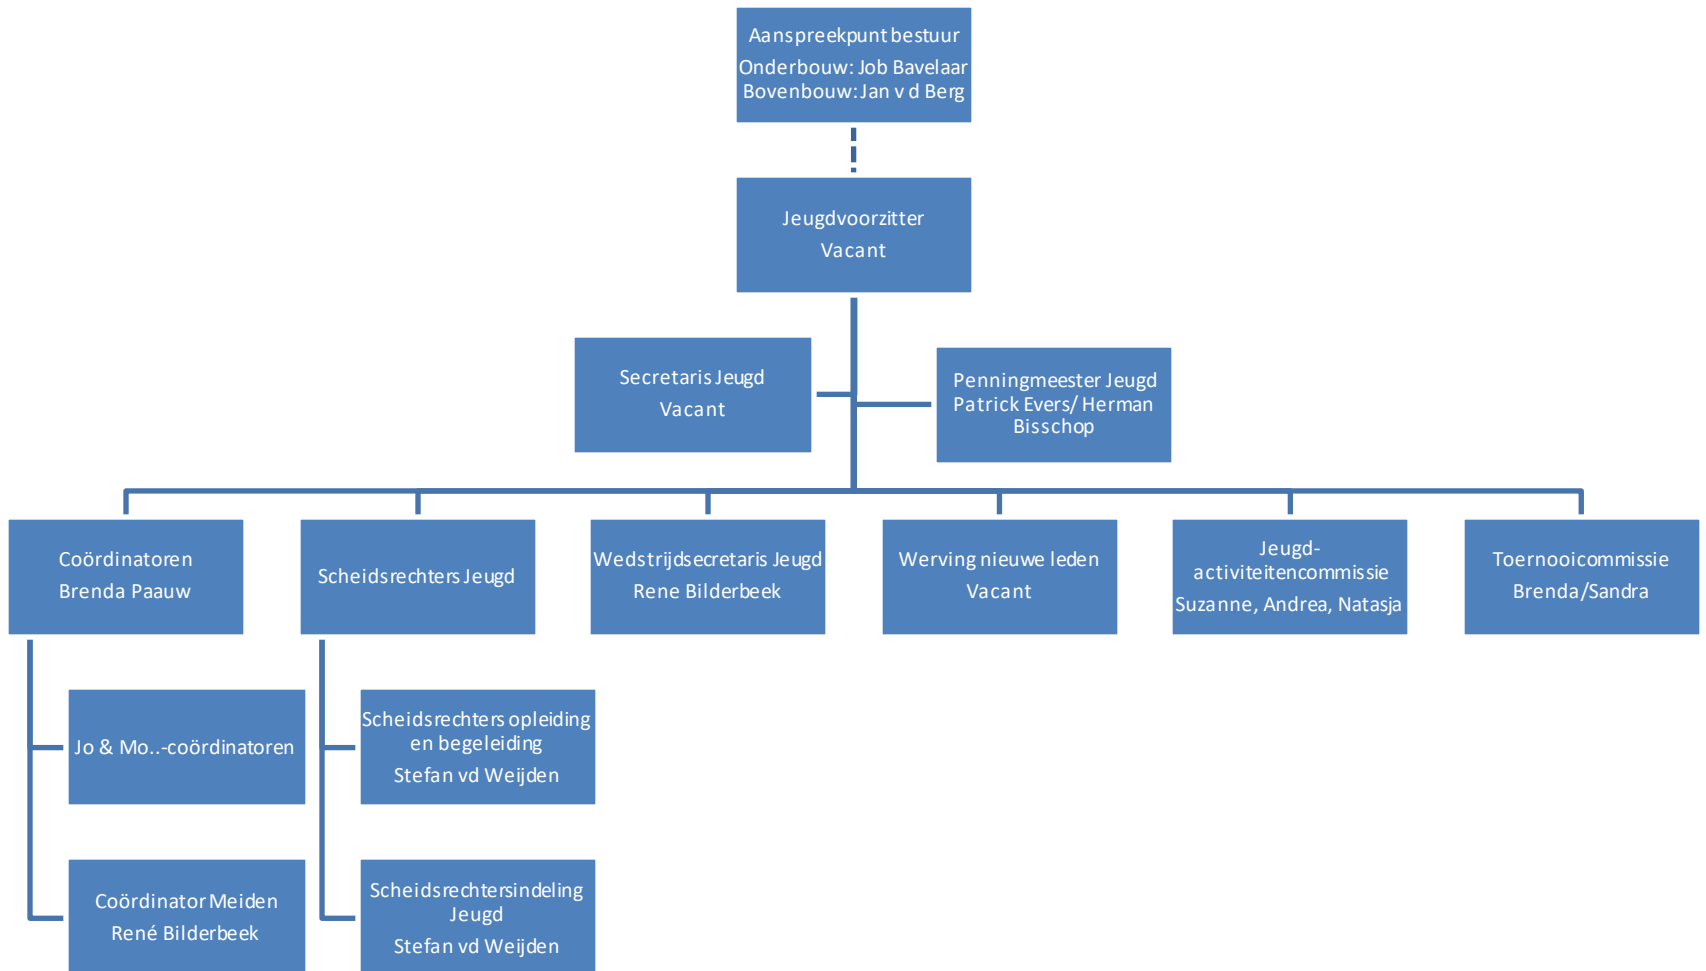 Aanspreekpunt bestuur
Onderbouw: Job Bavelaar
Bovenbouw: Jan v d Berg
Jeugdvoorzitter
Vacant
Secretaris Jeugd
Vacant
Penningmeester Jeugd
Patrick Evers/ Herman
Bisschop
Coördinatoren
Brenda Paauw
Scheidsrechters Jeugd
Wedstrijdsecretaris Jeugd
Rene Bilderbeek
Werving nieuwe leden
Vacant
Jeugd-
activiteitencommissie
Suzanne, Andrea, Natasja
Toernooicommissie
Brenda/Sandra
Jo & Mo..-coördinatoren
Scheidsrechters opleiding
en begeleiding
Stefan vd Weijden
Coördinator Meiden
René Bilderbeek
Scheidsrechtersindeling
Jeugd
Stefan vd Weijden